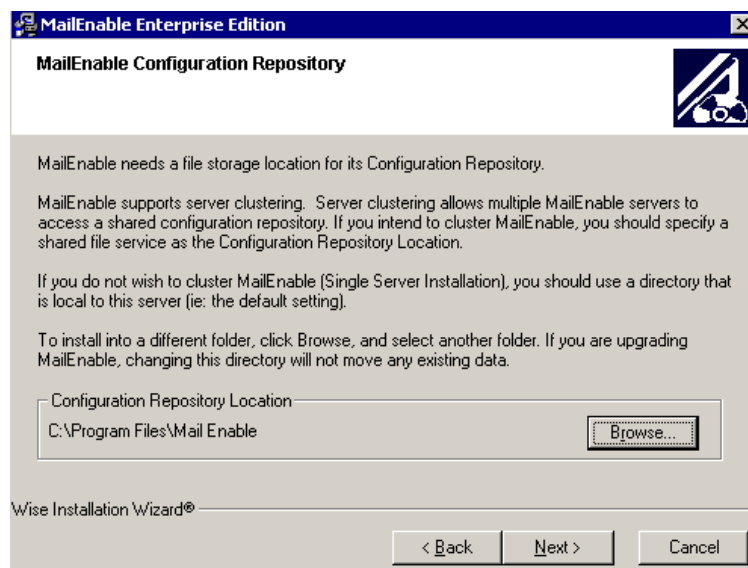 MailEnable Enterprise Edition
MailEnable Configuration Repository
MailEnable needs a file storage location for its Configuration Repository.
MailEnable supports server clustering.  Server clustering allows multiple MailEnable servers to
access a shared configuration repository. If you intend to cluster MailEnable, you should specify a
shared file service as the Configuration Repository Location.
If you do not wish to cluster MailEnable (Single Server Installation), you should use a directory that
is local to this server (ie: the default setting).
To install into a different folder, click Browse, and select another folder. If you are upgrading
MailEnable, changing this directory will not move any existing data.
Configuration Repository Location
C:\Program Files\Mail Enable
Browse...
Wise Installation Wizard®
< Back
Next >
Cancel